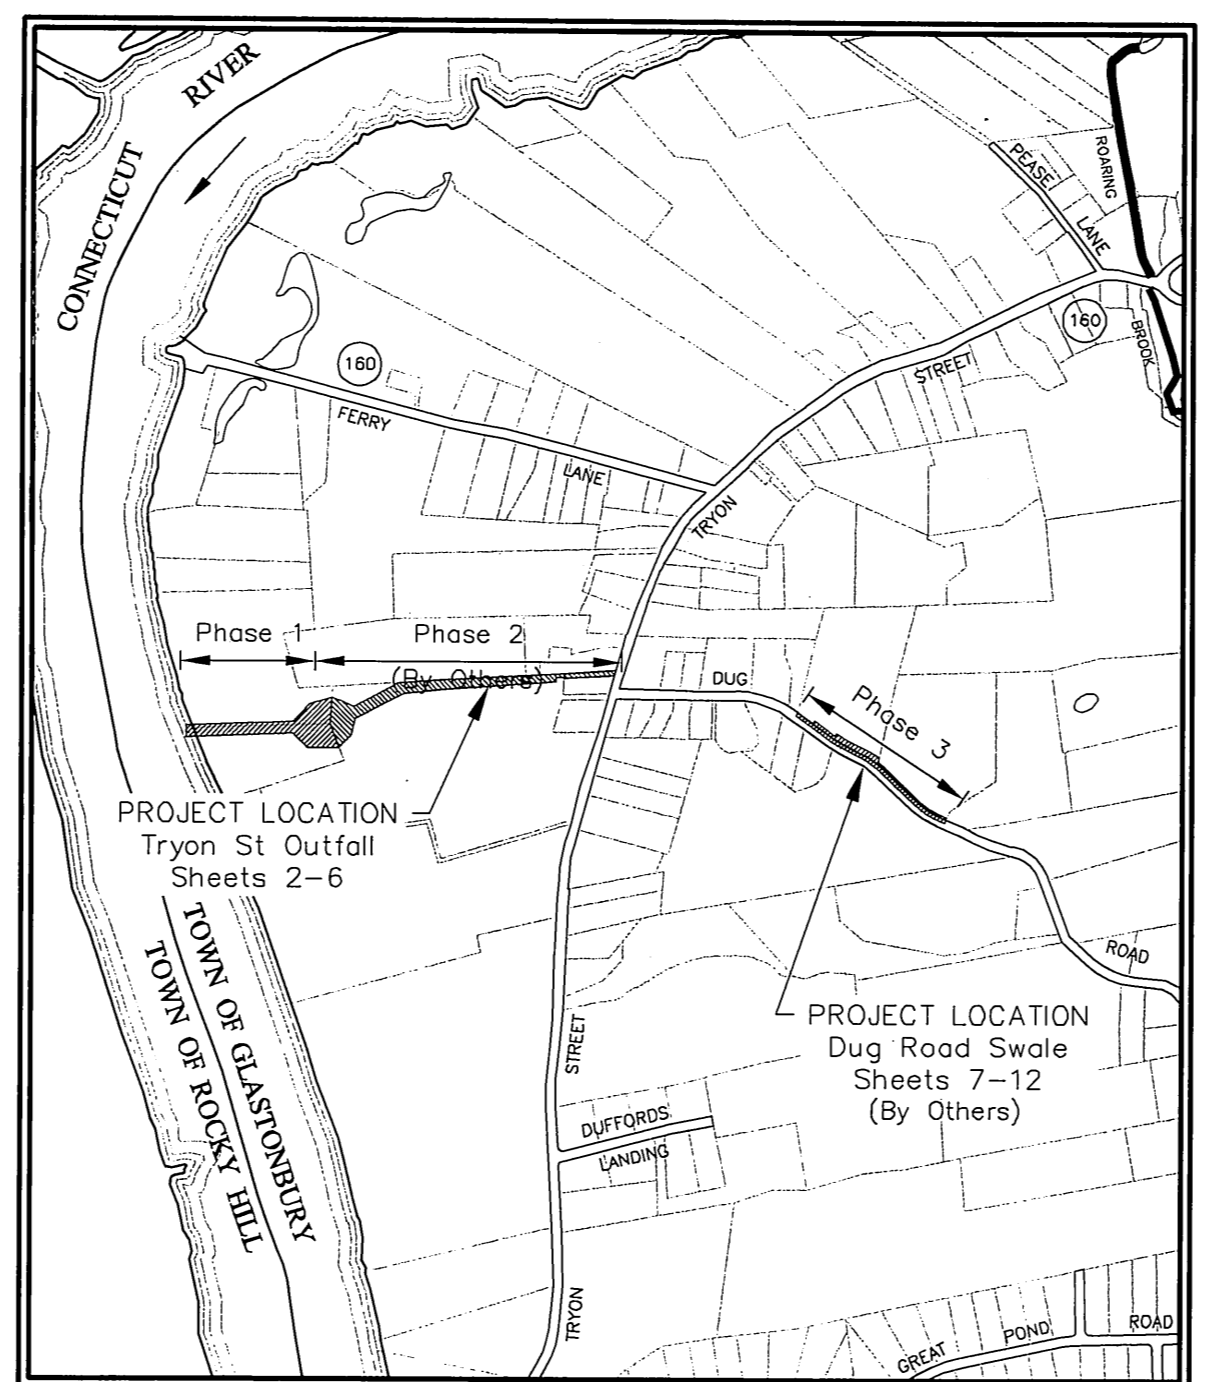 CONNECTICUT RIVER
PEASE LANE
ROARING
BROOK
160
STREET
160
FERRY LANE
TRYON
Phase 1
Phase 2
(By Others)
DUG
Phase 3
PROJECT LOCATION
Tryon St Outfall
Sheets 2-6
TOWN OF GLASTONBURY
TOWN OF ROCKY HILL
ROAD
PROJECT LOCATION
Dug Road Swale
Sheets 7-12
(By Others)
STREET
DUFFORDS
LANDING
TRYON
GREAT POND ROAD